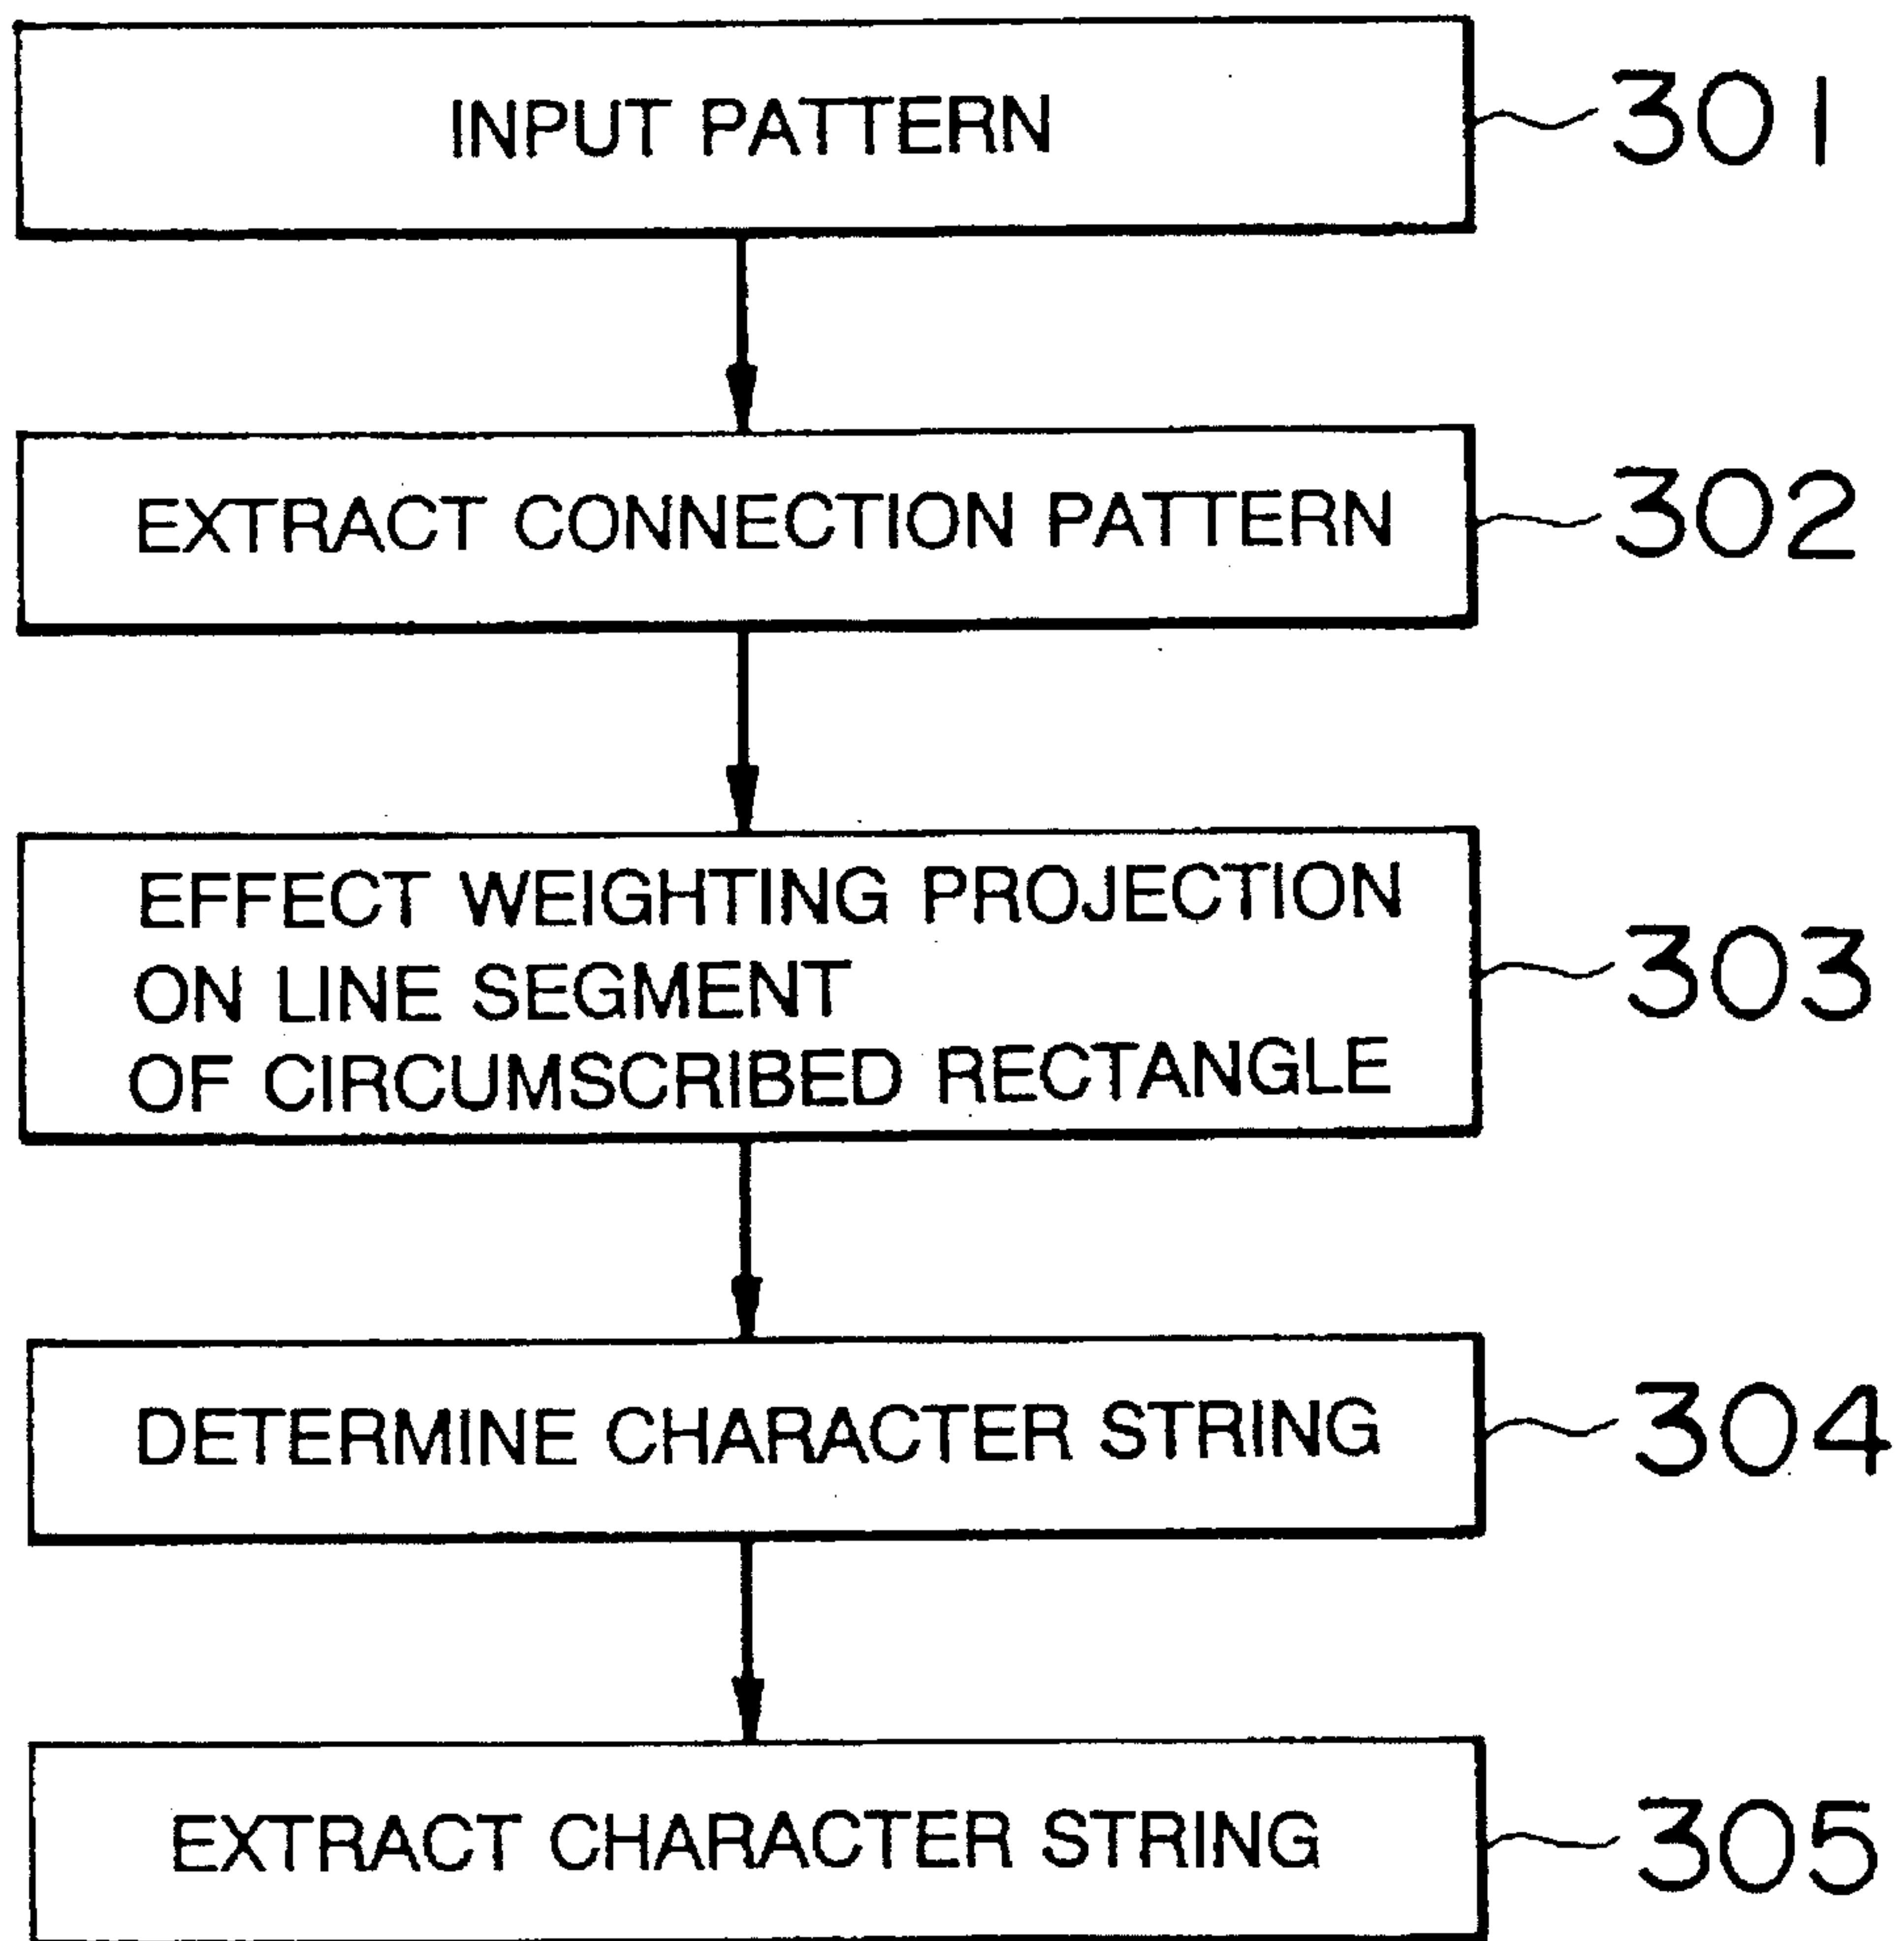 INPUT PATTERN
301
EXTRACT CONNECTION PATTERN
302
EFFECT WEIGHTING PROJECTION
ON LINE SEGMENT
OF CIRCUMSCRIBED RECTANGLE
303
DETERMINE CHARACTER STRING
304
EXTRACT CHARACTER STRING
305